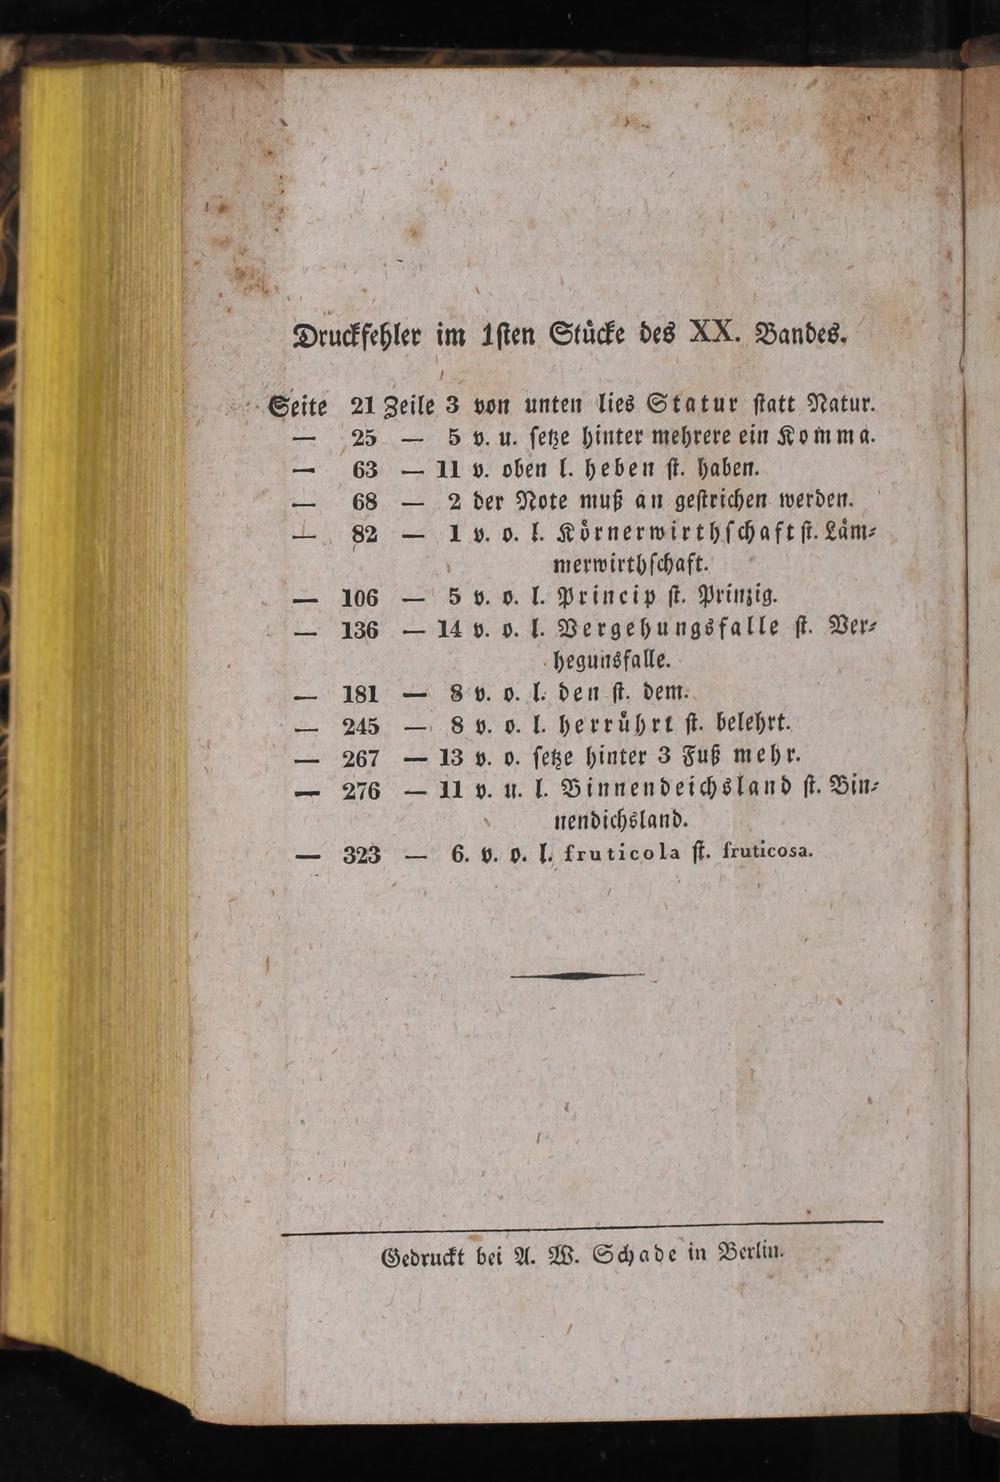 Druckfehler im 1sten Stücke des XX. Bandes.
Seite 21 Zeile 3 von unten lies Statur statt Natur.
— 25 — 5 v. u. setze hinter mehrere ein Komma.
— 63 — 11 v. oben l. heben st. haben.
— 68 — 2 der Note muß an gestrichen werden.
— 82 — 1 v. o. l. Körnerwirthschaft st. Läm⸗
merwirthschaft.
— 106 — 5 v. o. l. Princip st. Prinzig.
— 136 — 14 v. o. l. Vergehungsfalle st. Ver⸗
hegunsfalle.
— 181 — 8 v. o. l. den st. dem.
— 245 — 8 v. o. l. herrührt st. belehrt.
— 267 — 13 v. o. setze hinter 3 Fuß mehr.
— 276 — 11 v. u. l. Binnendeichsland st. Bin⸗
nendichsland.
— 323 — 6. v. o. l. fruticola st. fruticosa.
Gedruckt bei A. W. Schade in Berlin.